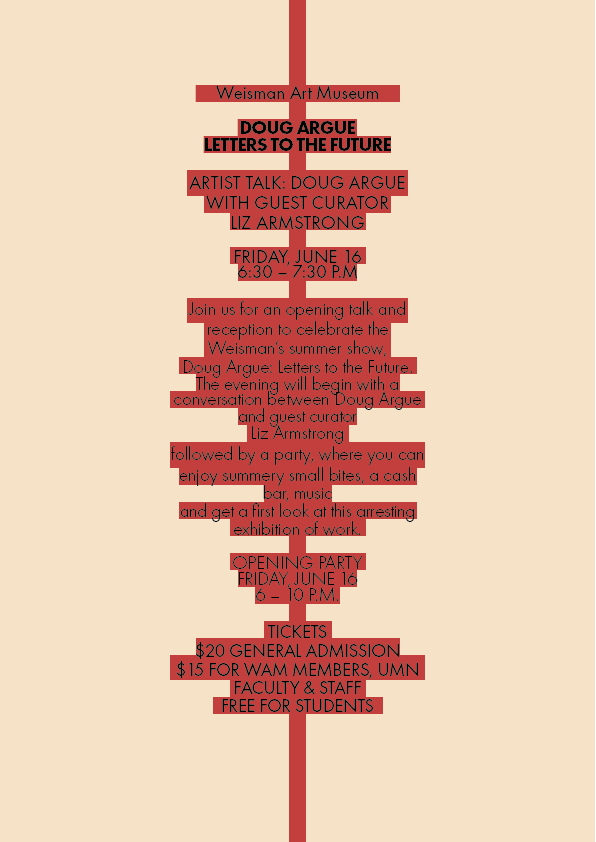 Weisman Art Museum
DOUG ARGUE
LETTERS TO THE FUTURE
ARTIST TALK: DOUG ARGUE
WITH GUEST CURATOR
LIZ ARMSTRONG
FRIDAY, JUNE 16
6:30 – 7:30 P.M
Join us for an opening talk and
reception to celebrate the
Weisman's summer show,
Doug Argue: Letters to the Future.
The evening will begin with a
conversation between Doug Argue
and guest curator
Liz Armstrong
followed by a party, where you can
enjoy summery small bites, a cash
bar, music
and get a first look at this arresting
exhibition of work.
OPENING PARTY
FRIDAY, JUNE 16
6 – 10 P.M.
TICKETS
$20 GENERAL ADMISSION
$15 FOR WAM MEMBERS, UMN
FACULTY & STAFF
FREE FOR STUDENTS